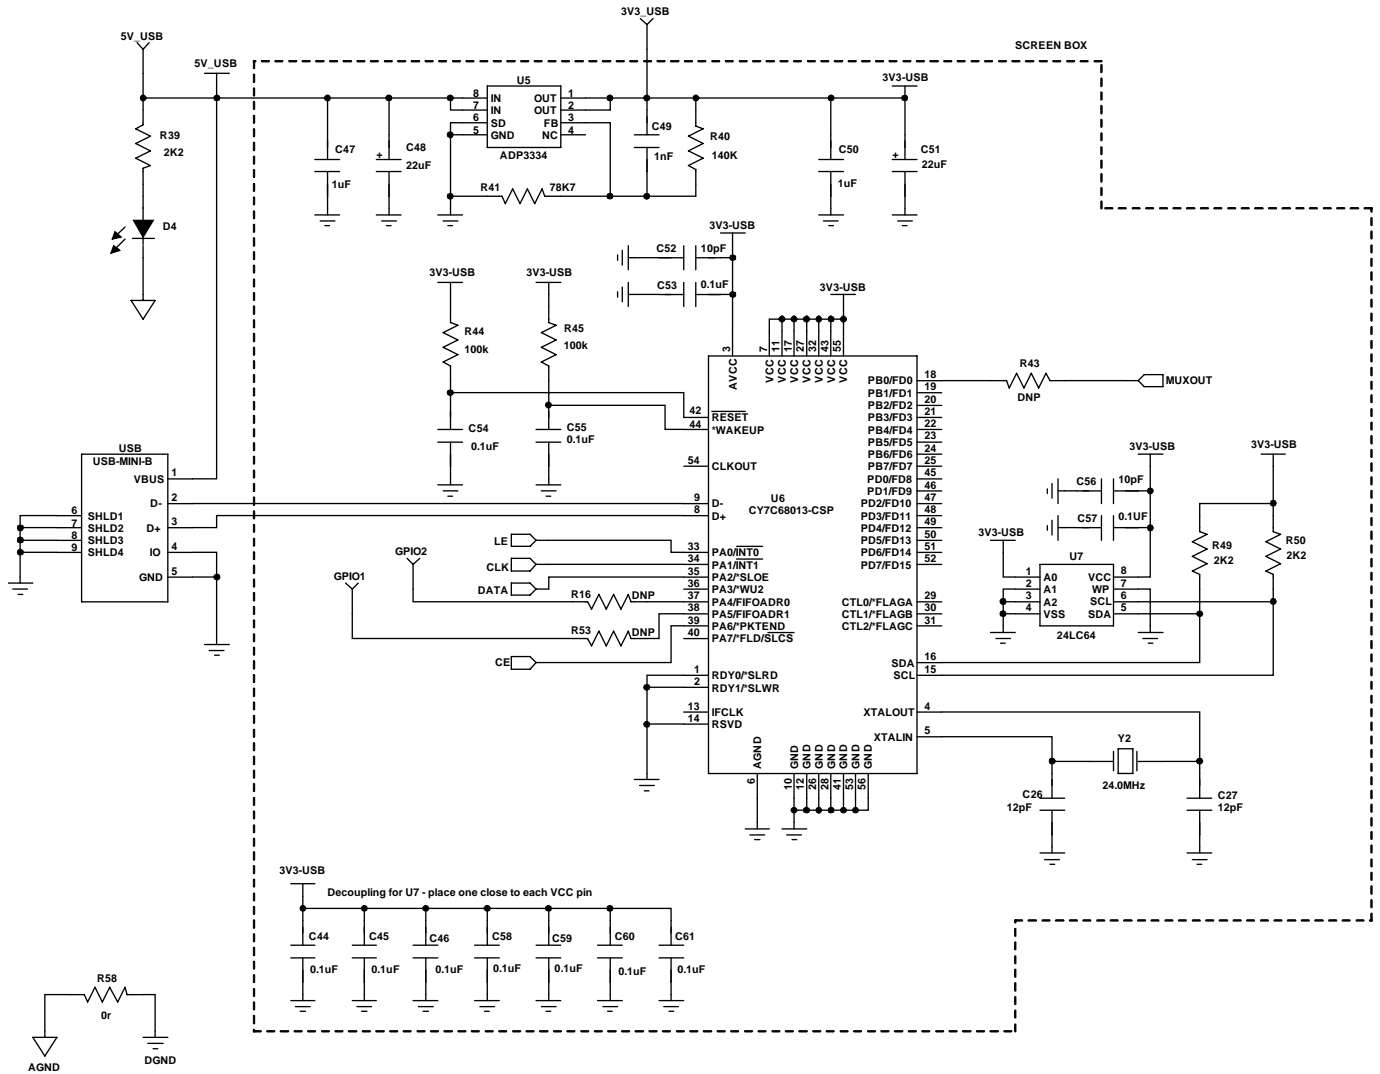 3V3_USB
5V_USB
SCREEN BOX
5V_USB
3V3-USB
U5
8 IN OUT 1
7 IN OUT 2
6 SD FB 3
5 GND NC 4
ADP3334
R39
2K2
C47
1uF
C48
+
22uF
R41
78K7
C49
1nF
R40
140K
C50
1uF
C51
+
22uF
D4
3V3-USB
C52
10pF
C53
0.1uF
3V3-USB
3V3-USB
3V3-USB
R44
100k
R45
100k
3 7 11 17 27 32 43 55
AVCC VCC VCC VCC VCC VCC VCC VCC
PB0/FD0 18
R43
DNP
MUXOUT
PB1/FD1 19
PB2/FD2 20
PB3/FD3 21
PB4/FD4 22
PB5/FD5 23
PB6/FD6 24
PB7/FD7 25
PD0/FD8 45
PD1/FD9 46
PD2/FD10 47
PD3/FD11 48
PD4/FD12 49
PD5/FD13 50
PD6/FD14 51
PD7/FD15 52
42 RESET
44 *WAKEUP
C54
0.1uF
C55
0.1uF
54 CLKOUT
USB
USB-MINI-B
VBUS 1
D- 2
D+ 3
IO 4
GND 5
6 SHLD1
7 SHLD2
8 SHLD3
9 SHLD4
9 D-
8 D+
U6
CY7C68013-CSP
3V3-USB
3V3-USB
C56
10pF
C57
0.1UF
3V3-USB
U7
1 A0 VCC 8
2 A1 WP 7
3 A2 SCL 6
4 VSS SDA 5
24LC64
R49
2K2
R50
2K2
LE
CLK
DATA
GPIO2
GPIO1
R16
DNP
R53
DNP
CE
33 PA0/INT0
34 PA1/INT1
35 PA2/*SLOE
36 PA3/*WU2
37 PA4/FIFOADR0
38 PA5/FIFOADR1
39 PA6/*PKTEND
40 PA7/*FLD/SLCS
CTL0/*FLAGA 29
CTL1/*FLAGB 30
CTL2/*FLAGC 31
SDA 16
SCL 15
1 RDY0/*SLRD
2 RDY1/*SLWR
13 IFCLK
14 RSVD
XTALOUT 4
XTALIN 5
AGND GND GND GND GND GND GND GND
6 10 12 26 28 41 53 56
Y2
24.0MHz
C26
12pF
C27
12pF
3V3-USB
Decoupling for U7 - place one close to each VCC pin
C44
0.1uF
C45
0.1uF
C46
0.1uF
C58
0.1uF
C59
0.1uF
C60
0.1uF
C61
0.1uF
R58
0r
AGND
DGND